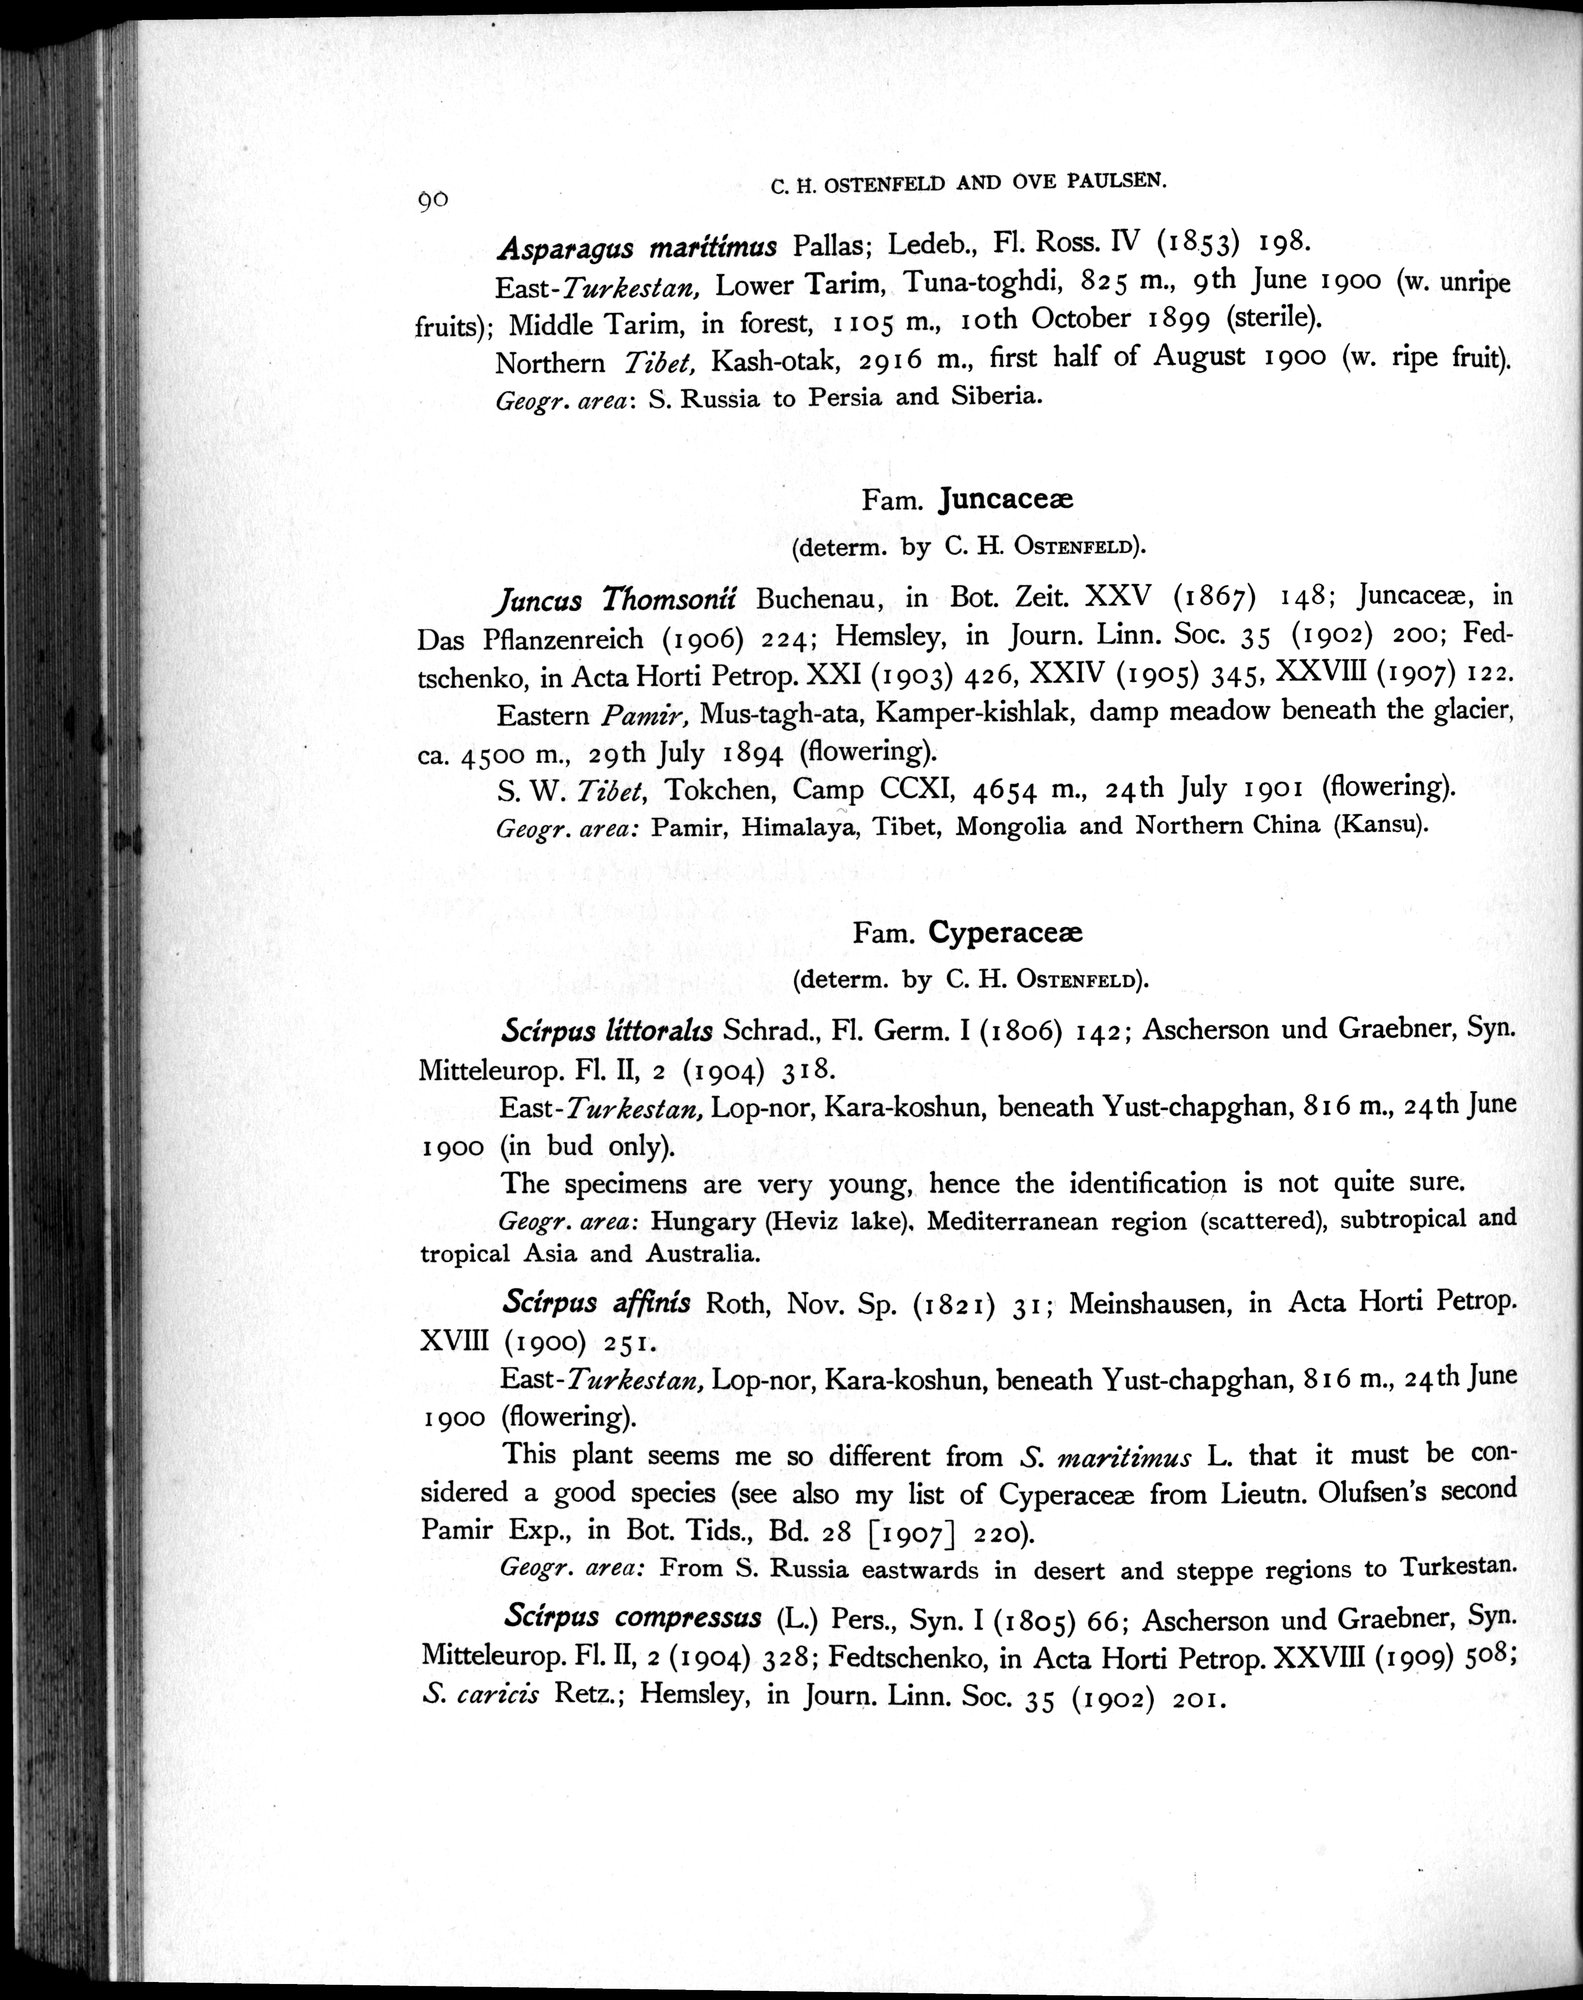 90
C. H. OSTENFELD AND OVE PAULSEN.
Asparagus maritimus Pallas; Ledeb., Fl. Ross. IV (1853) 198.
East-Turkestan, Lower Tarim, Tuna-toghdi, 825 m., 9th June 1900 (w. unripe
fruits); Middle Tarim, in forest, 1105 m., 10th October 1899 (sterile).
Northern Tibet, Kash-otak, 2916 m., first half of August 1900 (w. ripe fruit).
Geogr. area: S. Russia to Persia and Siberia.
Fam. Juncaceæ
(determ. by C. H. OSTENFELD).
Juncus Thomsonii Buchenau, in Bot. Zeit. XXV (1867) 148; Juncaceæ, in
Das Pflanzenreich (1906) 224; Hemsley, in Journ. Linn. Soc. 35 (1902) 200; Fed-
tschenko, in Acta Horti Petrop. XXI (1903) 426, XXIV (1905) 345, XXVIII (1907) 122.
Eastern Pamir, Mus-tagh-ata, Kamper-kishlak, damp meadow beneath the glacier,
ca. 4500 m., 29th July 1894 (flowering).
S. W. Tibet, Tokchen, Camp CCXI, 4654 m., 24th July 1901 (flowering).
Geogr. area: Pamir, Himalaya, Tibet, Mongolia and Northern China (Kansu).
Fam. Cyperaceæ
(determ. by C. H. OSTENFELD).
Scirpus littoralis Schrad., Fl. Germ. I (1806) 142; Ascherson und Graebner, Syn.
Mitteleurop. Fl. II, 2 (1904) 318.
East-Turkestan, Lop-nor, Kara-koshun, beneath Yust-chapghan, 816 m., 24th June
1900 (in bud only).
The specimens are very young, hence the identification is not quite sure.
Geogr. area: Hungary (Heviz lake), Mediterranean region (scattered), subtropical and
tropical Asia and Australia.
Scirpus affinis Roth, Nov. Sp. (1821) 31; Meinshausen, in Acta Horti Petrop.
XVIII (1900) 251.
East-Turkestan, Lop-nor, Kara-koshun, beneath Yust-chapghan, 816 m., 24th June
1900 (flowering).
This plant seems me so different from S. maritimus L. that it must be con-
sidered a good species (see also my list of Cyperaceæ from Lieutn. Olufsen's second
Pamir Exp., in Bot. Tids., Bd. 28 [1907] 220).
Geogr. area: From S. Russia eastwards in desert and steppe regions to Turkestan.
Scirpus compressus (L.) Pers., Syn. I (1805) 66; Ascherson und Graebner, Syn.
Mitteleurop. Fl. II, 2 (1904) 328; Fedtschenko, in Acta Horti Petrop. XXVIII (1909) 508;
S. caricis Retz.; Hemsley, in Journ. Linn. Soc. 35 (1902) 201.